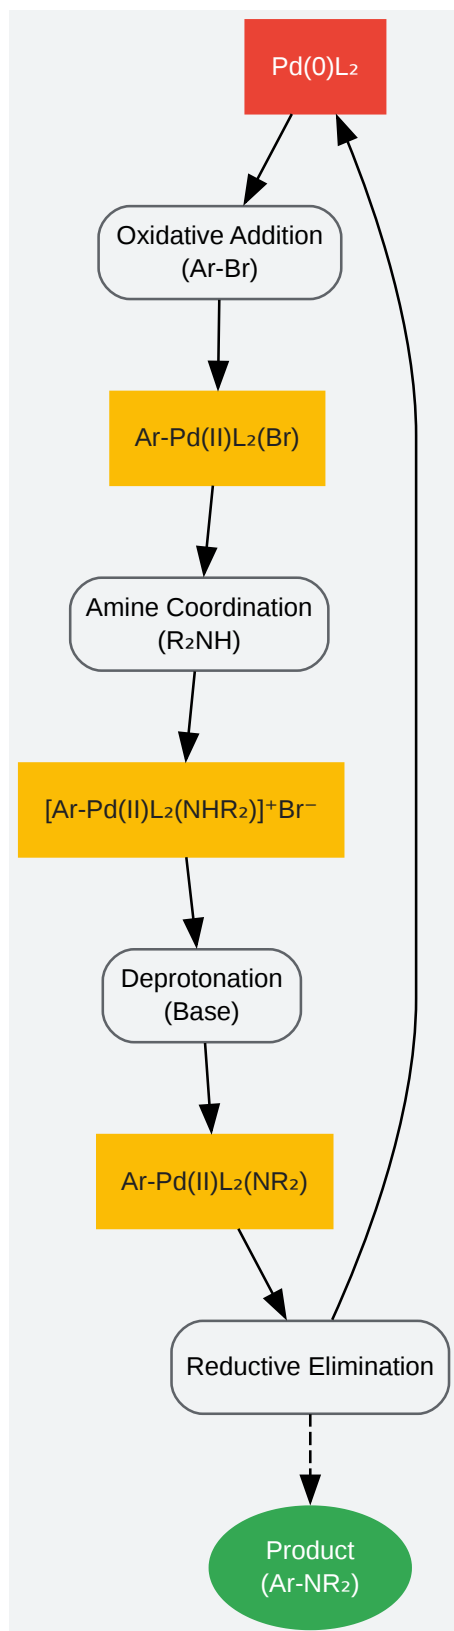 Pd(0)L₂
Oxidative Addition
(Ar-Br)
Ar-Pd(II)L₂(Br)
Amine Coordination
(R₂NH)
[Ar-Pd(II)L₂(NHR₂)]⁺Br⁻
Deprotonation
(Base)
Ar-Pd(II)L₂(NR₂)
Reductive Elimination
Product
(Ar-NR₂)